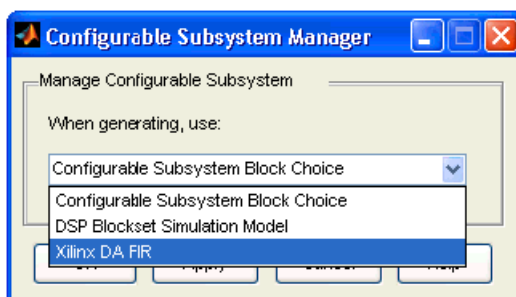 Configurable Subsystem Manager
Manage Configurable Subsystem
When generating, use:
Configurable Subsystem Block Choice
Configurable Subsystem Block Choice
DSP Blockset Simulation Model
Xilinx DA FIR